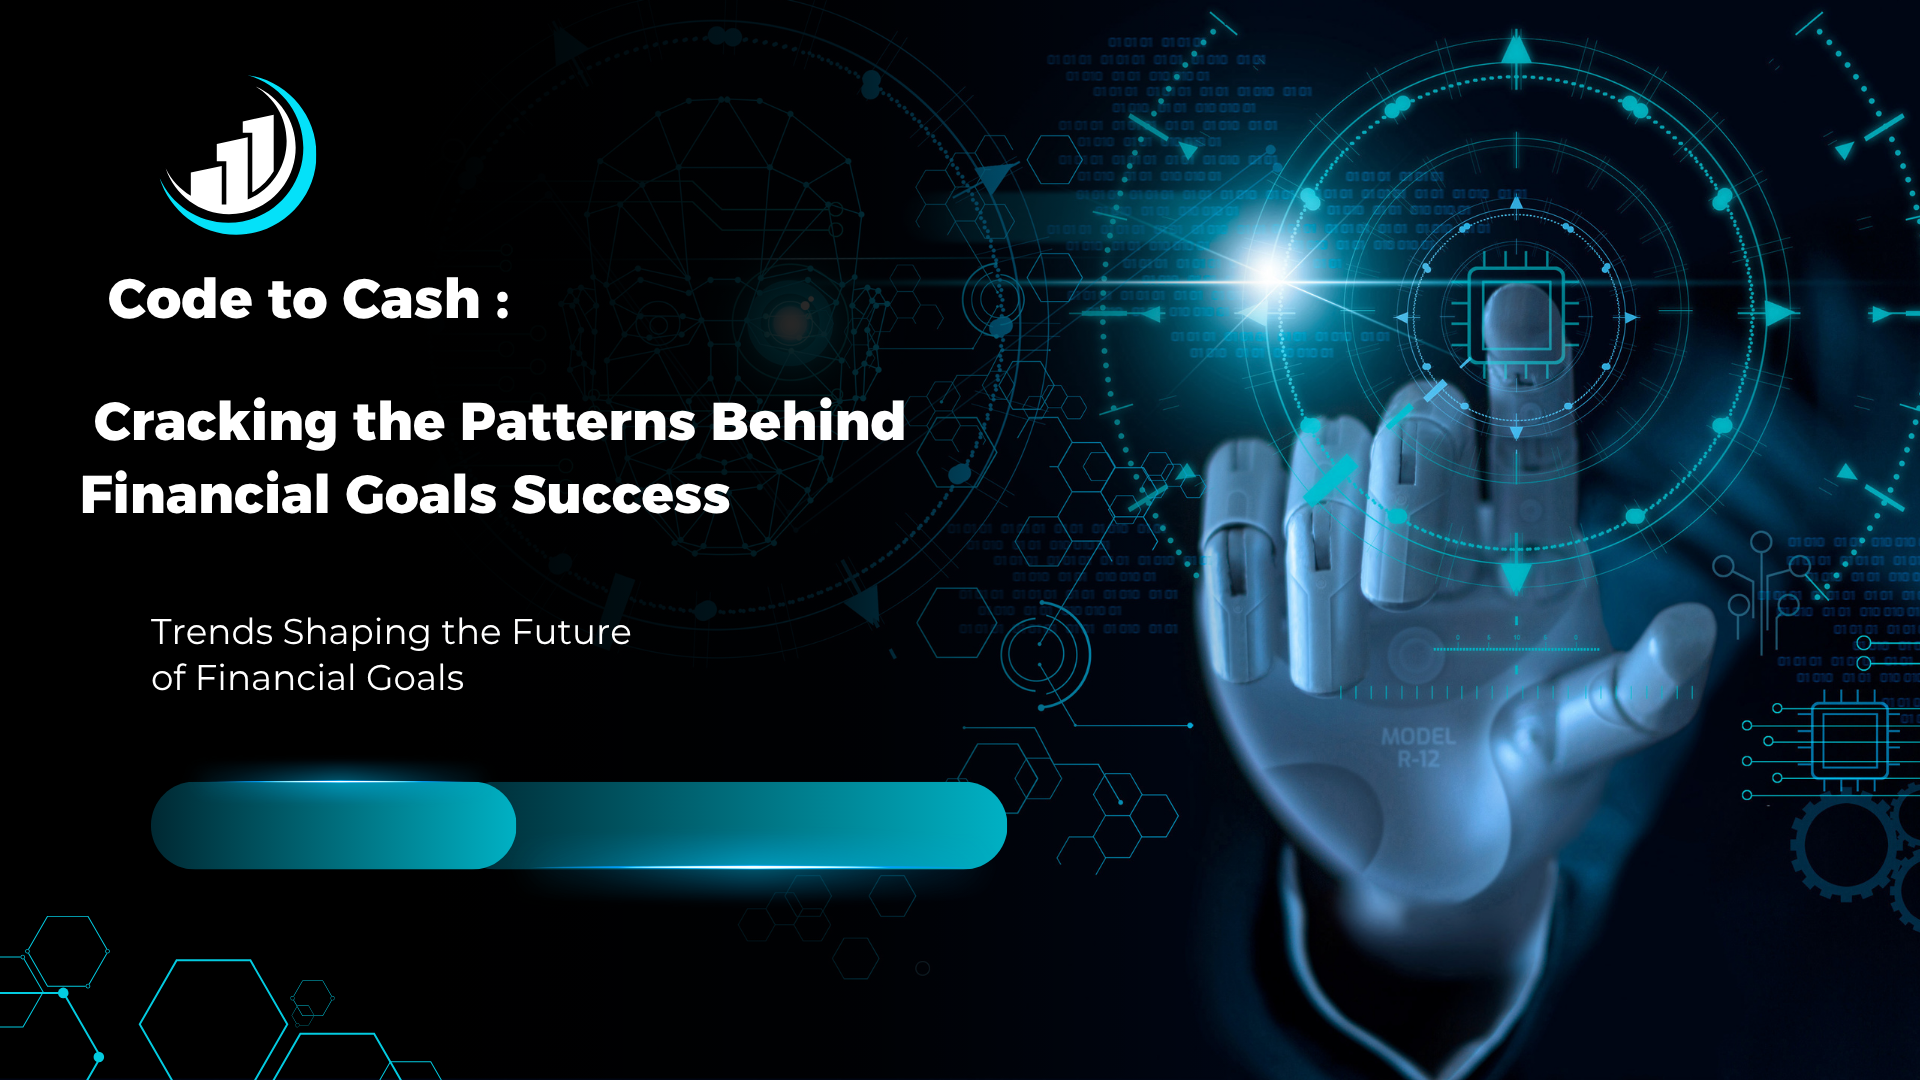 Code to Cash :
Cracking the Patterns Behind
Financial Goals Success
Trends Shaping the Future
of Financial Goals
MODEL
R-12